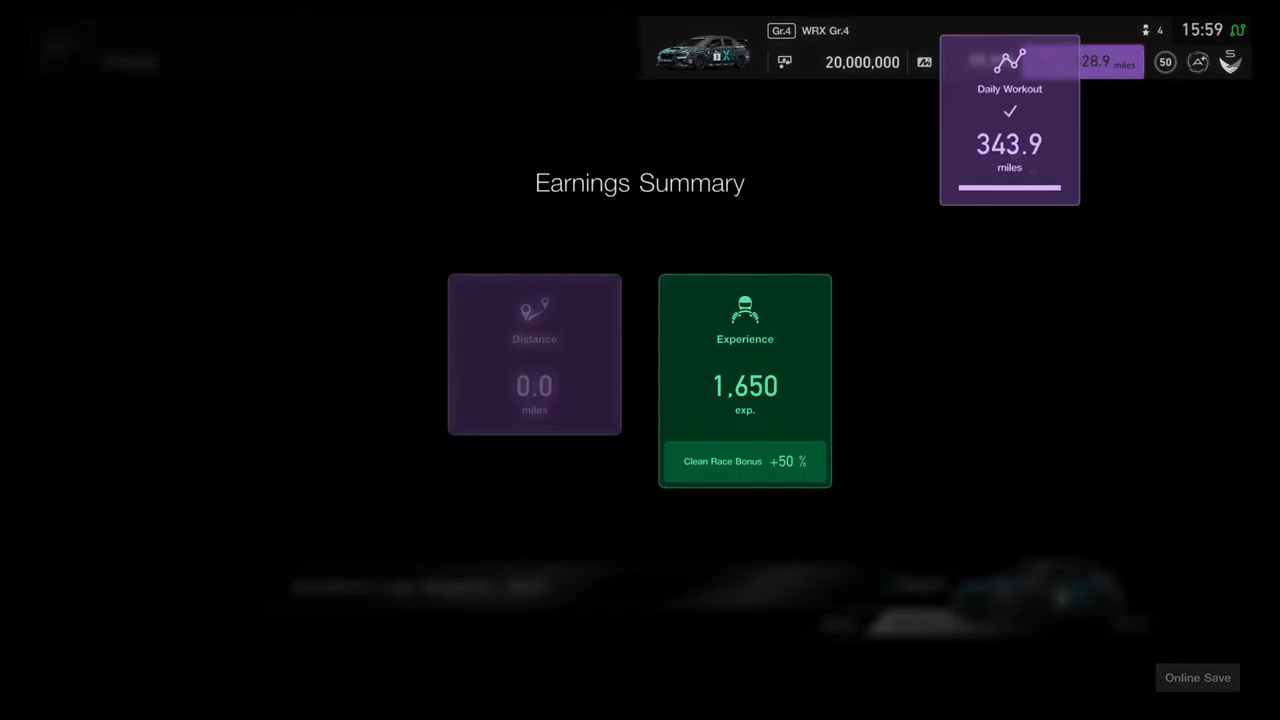 Gr.4 WRX Gr.4
4
15:59
20,000,000
28.9 miles
50
S
Daily Workout
343.9
miles
Earnings Summary
Distance
0.0
miles
Experience
1,650
exp.
Clean Race Bonus +50 %
Online Save